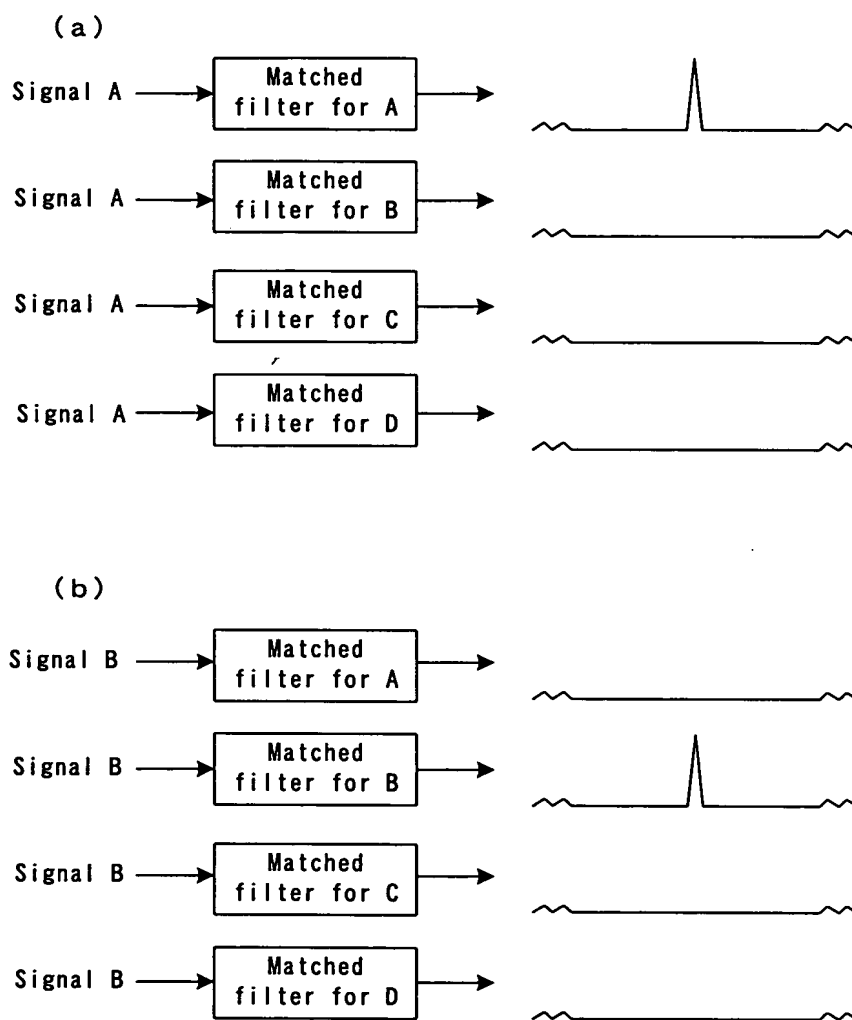 (a)
Signal A
Matched
filter for A
Signal A
Matched
filter for B
Signal A
Matched
filter for C
Signal A
Matched
filter for D
(b)
Signal B
Matched
filter for A
Signal B
Matched
filter for B
Signal B
Matched
filter for C
Signal B
Matched
filter for D